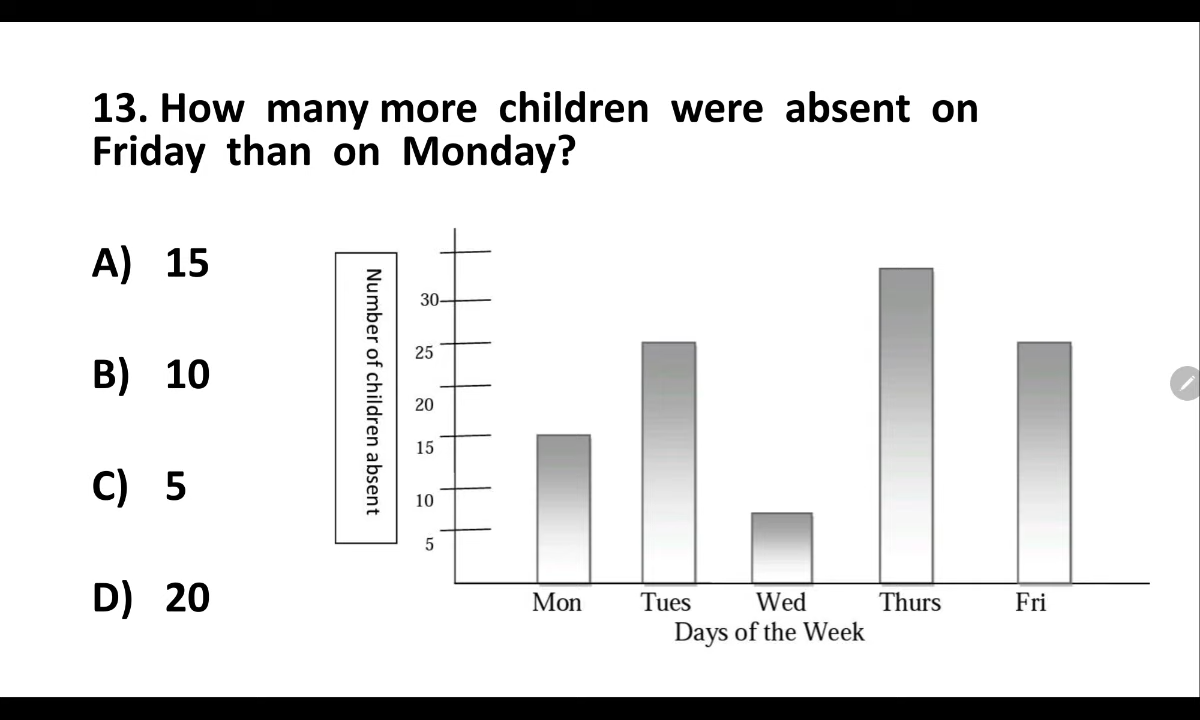 13. How many more children were absent on
Friday than on Monday?
A) 15
B) 10
C) 5
D) 20
Number of children absent
30
25
20
15
10
5
Mon Tues Wed Thurs Fri
Days of the Week